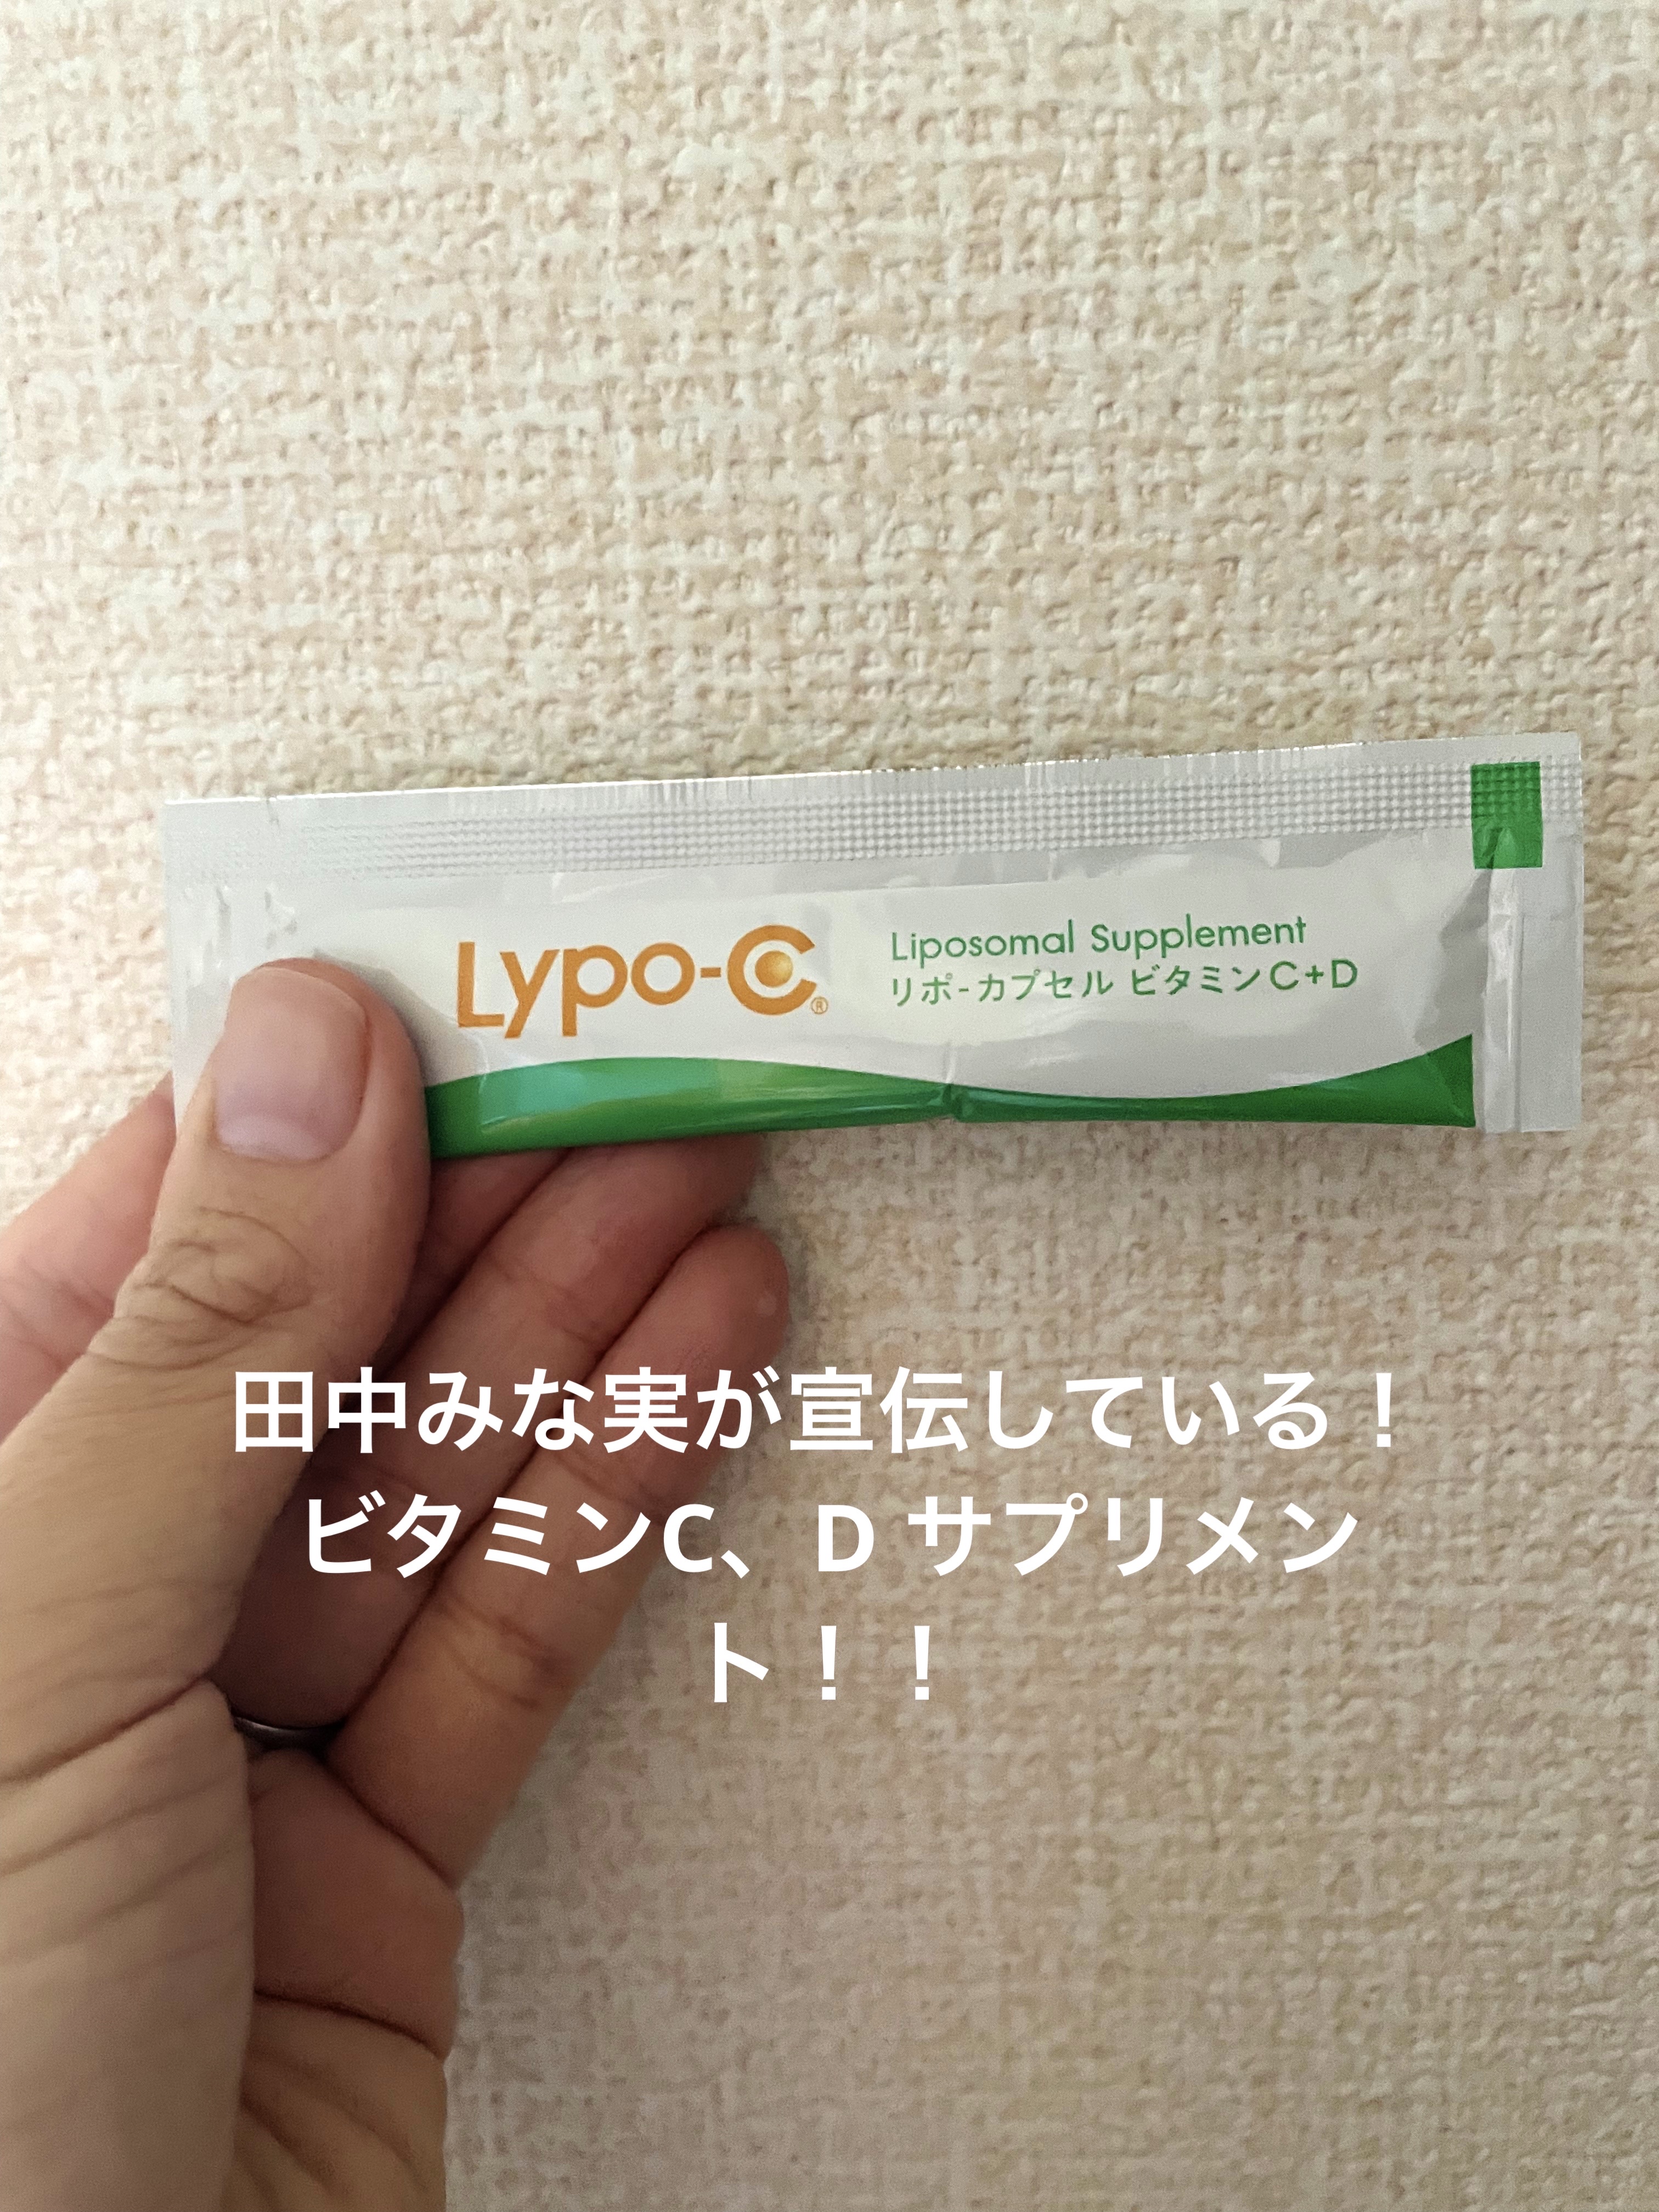 Lypo-C®
Liposomal Supplement
リポ-カプセル ビタミンC+D
田中みな実が宣伝している！
ビタミンC、D サプリメン
ト！！